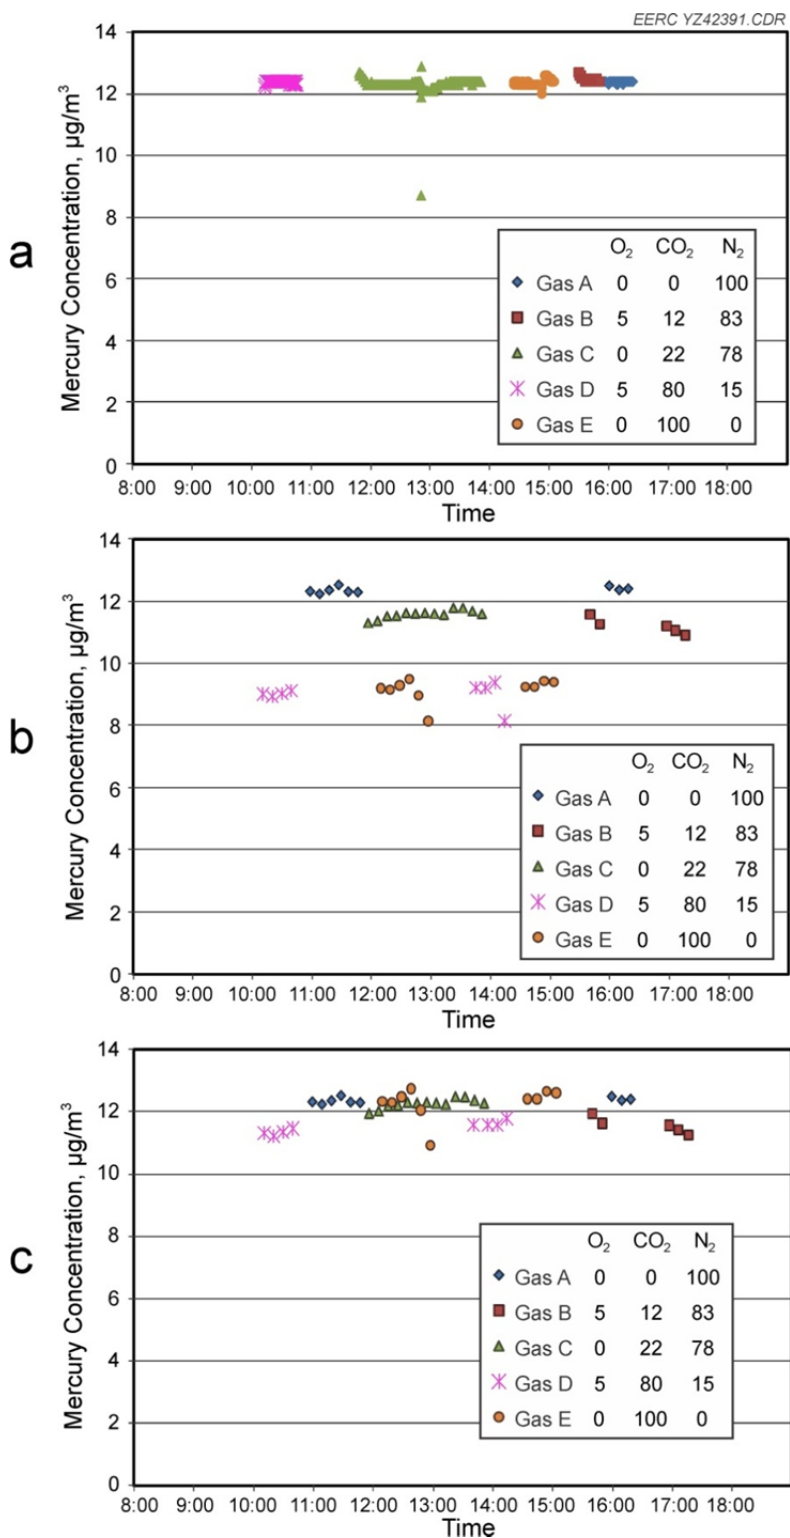 EERC YZ42391.CDR
a
Mercury Concentration, µg/m³
14
12
10
8
6
4
2
0
O₂ CO₂ N₂
Gas A 0 0 100
Gas B 5 12 83
Gas C 0 22 78
Gas D 5 80 15
Gas E 0 100 0
8:00 9:00 10:00 11:00 12:00 13:00 14:00 15:00 16:00 17:00 18:00
Time
b
Mercury Concentration, µg/m³
14
12
10
8
6
4
2
0
O₂ CO₂ N₂
Gas A 0 0 100
Gas B 5 12 83
Gas C 0 22 78
Gas D 5 80 15
Gas E 0 100 0
8:00 9:00 10:00 11:00 12:00 13:00 14:00 15:00 16:00 17:00 18:00
Time
c
Mercury Concentration, µg/m³
14
12
10
8
6
4
2
0
O₂ CO₂ N₂
Gas A 0 0 100
Gas B 5 12 83
Gas C 0 22 78
Gas D 5 80 15
Gas E 0 100 0
8:00 9:00 10:00 11:00 12:00 13:00 14:00 15:00 16:00 17:00 18:00
Time